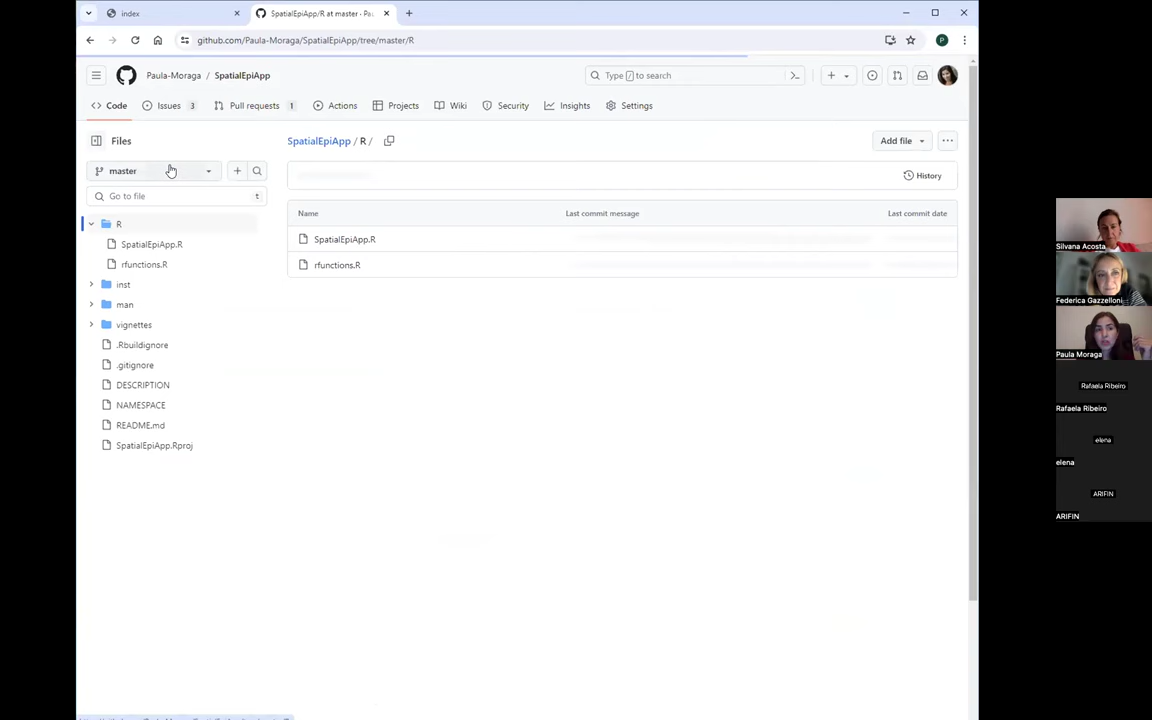 index
SpatialEpiApp/R at master · Pa
github.com/Paula-Moraga/SpatialEpiApp/tree/master/R
P
Paula-Moraga / SpatialEpiApp
Type / to search
Code
Issues 3
Pull requests 1
Actions
Projects
Wiki
Security
Insights
Settings
Files
SpatialEpiApp / R /
Add file
master
History
Go to file
t
Name
Last commit message
Last commit date
R
SpatialEpiApp.R
rfunctions.R
SpatialEpiApp.R
rfunctions.R
inst
man
vignettes
.Rbuildignore
.gitignore
DESCRIPTION
NAMESPACE
README.md
SpatialEpiApp.Rproj
Silvana Acosta
Federica Gazzelloni
Paula Moraga
Rafaela Ribeiro
Rafaela Ribeiro
elena
elena
ARIFIN
ARIFIN